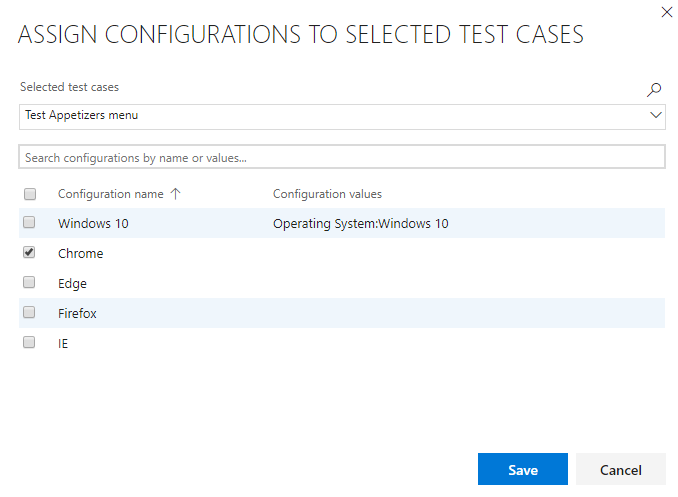 ASSIGN CONFIGURATIONS TO SELECTED TEST CASES
Selected test cases
Test Appetizers menu
Search configurations by name or values...
Configuration name Configuration values
Windows 10 Operating System:Windows 10
Chrome
Edge
Firefox
IE
Save Cancel